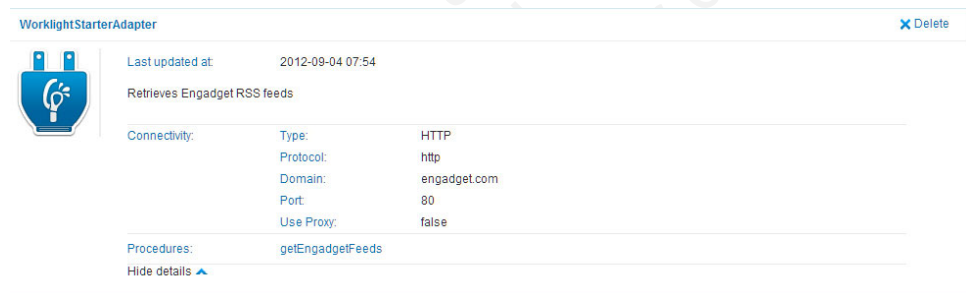 WorklightStarterAdapter Delete
Last updated at: 2012-09-04 07:54
Retrieves Engadget RSS feeds
Connectivity: Type: HTTP
Protocol: http
Domain: engadget.com
Port: 80
Use Proxy: false
Procedures: getEngadgetFeeds
Hide details